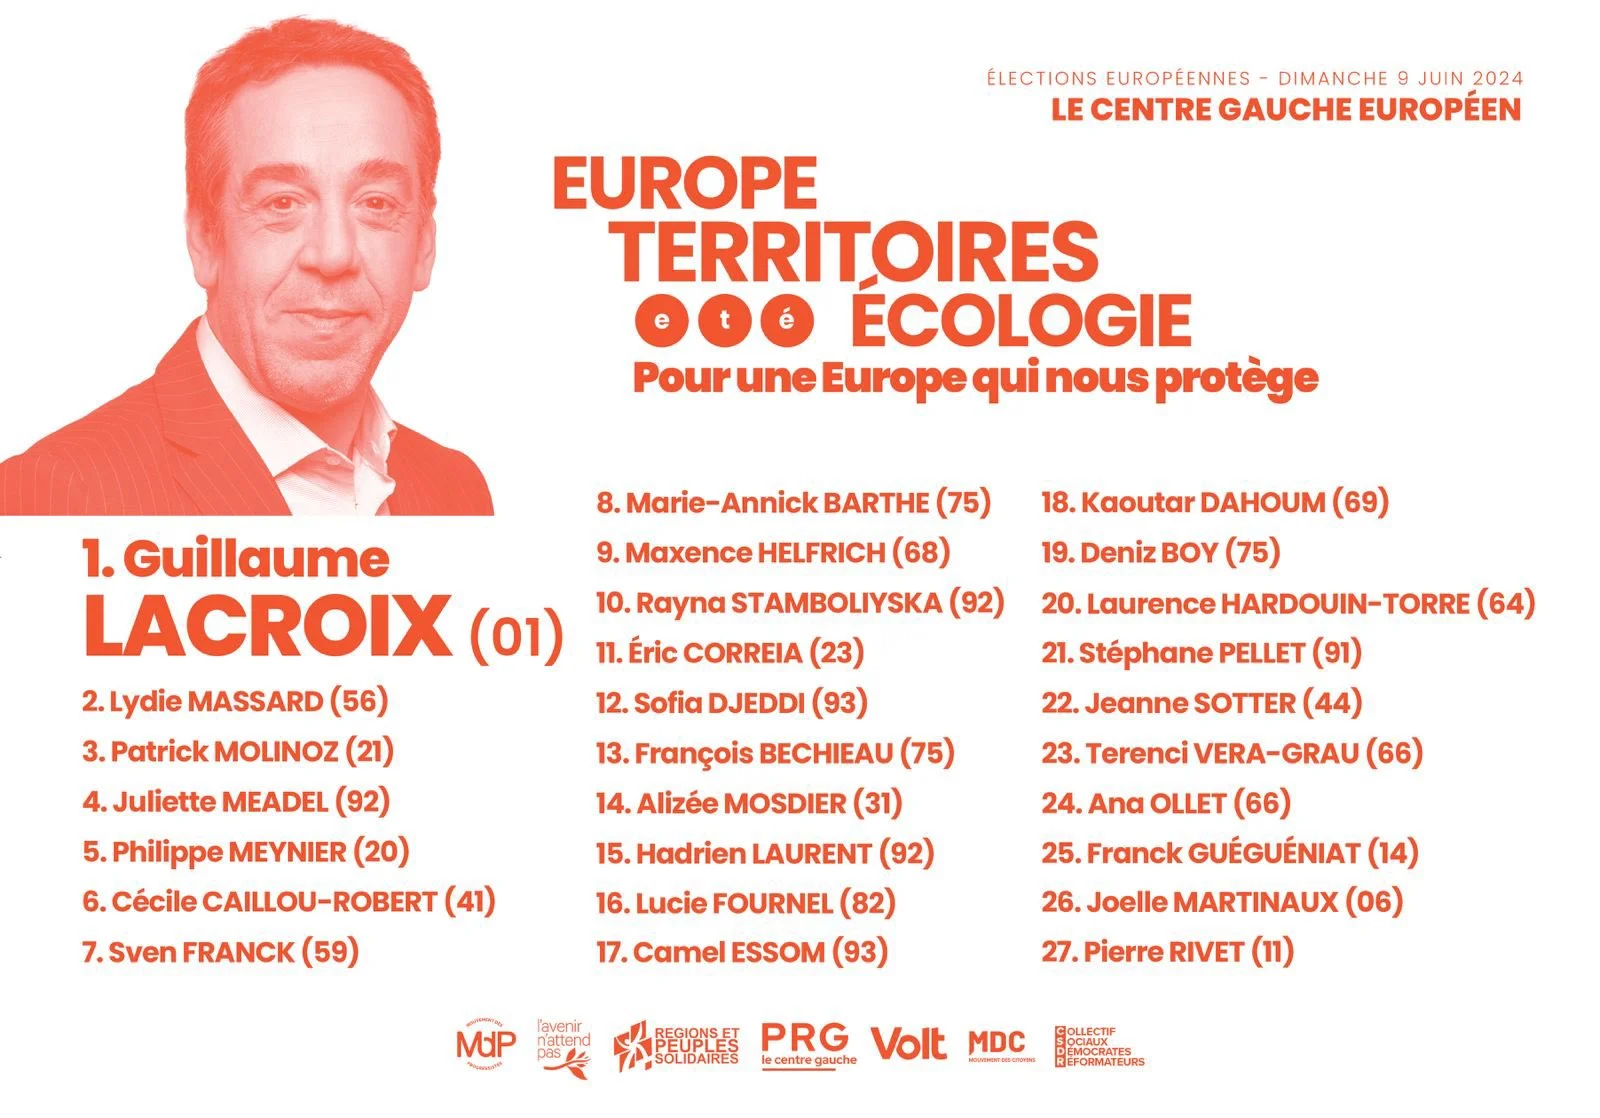 ÉLECTIONS EUROPÉENNES - DIMANCHE 9 JUIN 2024
LE CENTRE GAUCHE EUROPÉEN
EUROPE
TERRITOIRES
e t é ÉCOLOGIE
Pour une Europe qui nous protège
1. Guillaume
LACROIX (01)
2. Lydie MASSARD (56)
3. Patrick MOLINOZ (21)
4. Juliette MEADEL (92)
5. Philippe MEYNIER (20)
6. Cécile CAILLOU-ROBERT (41)
7. Sven FRANCK (59)
8. Marie-Annick BARTHE (75)
9. Maxence HELFRICH (68)
10. Rayna STAMBOLIYSKA (92)
11. Éric CORREIA (23)
12. Sofia DJEDDI (93)
13. François BECHIEAU (75)
14. Alizée MOSDIER (31)
15. Hadrien LAURENT (92)
16. Lucie FOURNEL (82)
17. Camel ESSOM (93)
18. Kaoutar DAHOUM (69)
19. Deniz BOY (75)
20. Laurence HARDOUIN-TORRE (64)
21. Stéphane PELLET (91)
22. Jeanne SOTTER (44)
23. Terenci VERA-GRAU (66)
24. Ana OLLET (66)
25. Franck GUÉGUÉNIAT (14)
26. Joelle MARTINAUX (06)
27. Pierre RIVET (11)
MOUVEMENT DES
MdP
PROGRESSISTES
l'avenir
n'attend
pas
REGIONS ET
PEUPLES
SOLIDAIRES
PRG
le centre gauche
Volt
MDC
MOUVEMENT DES CITOYENS
COLLECTIF
SOCIAUX
DÉMOCRATES
RÉFORMATEURS